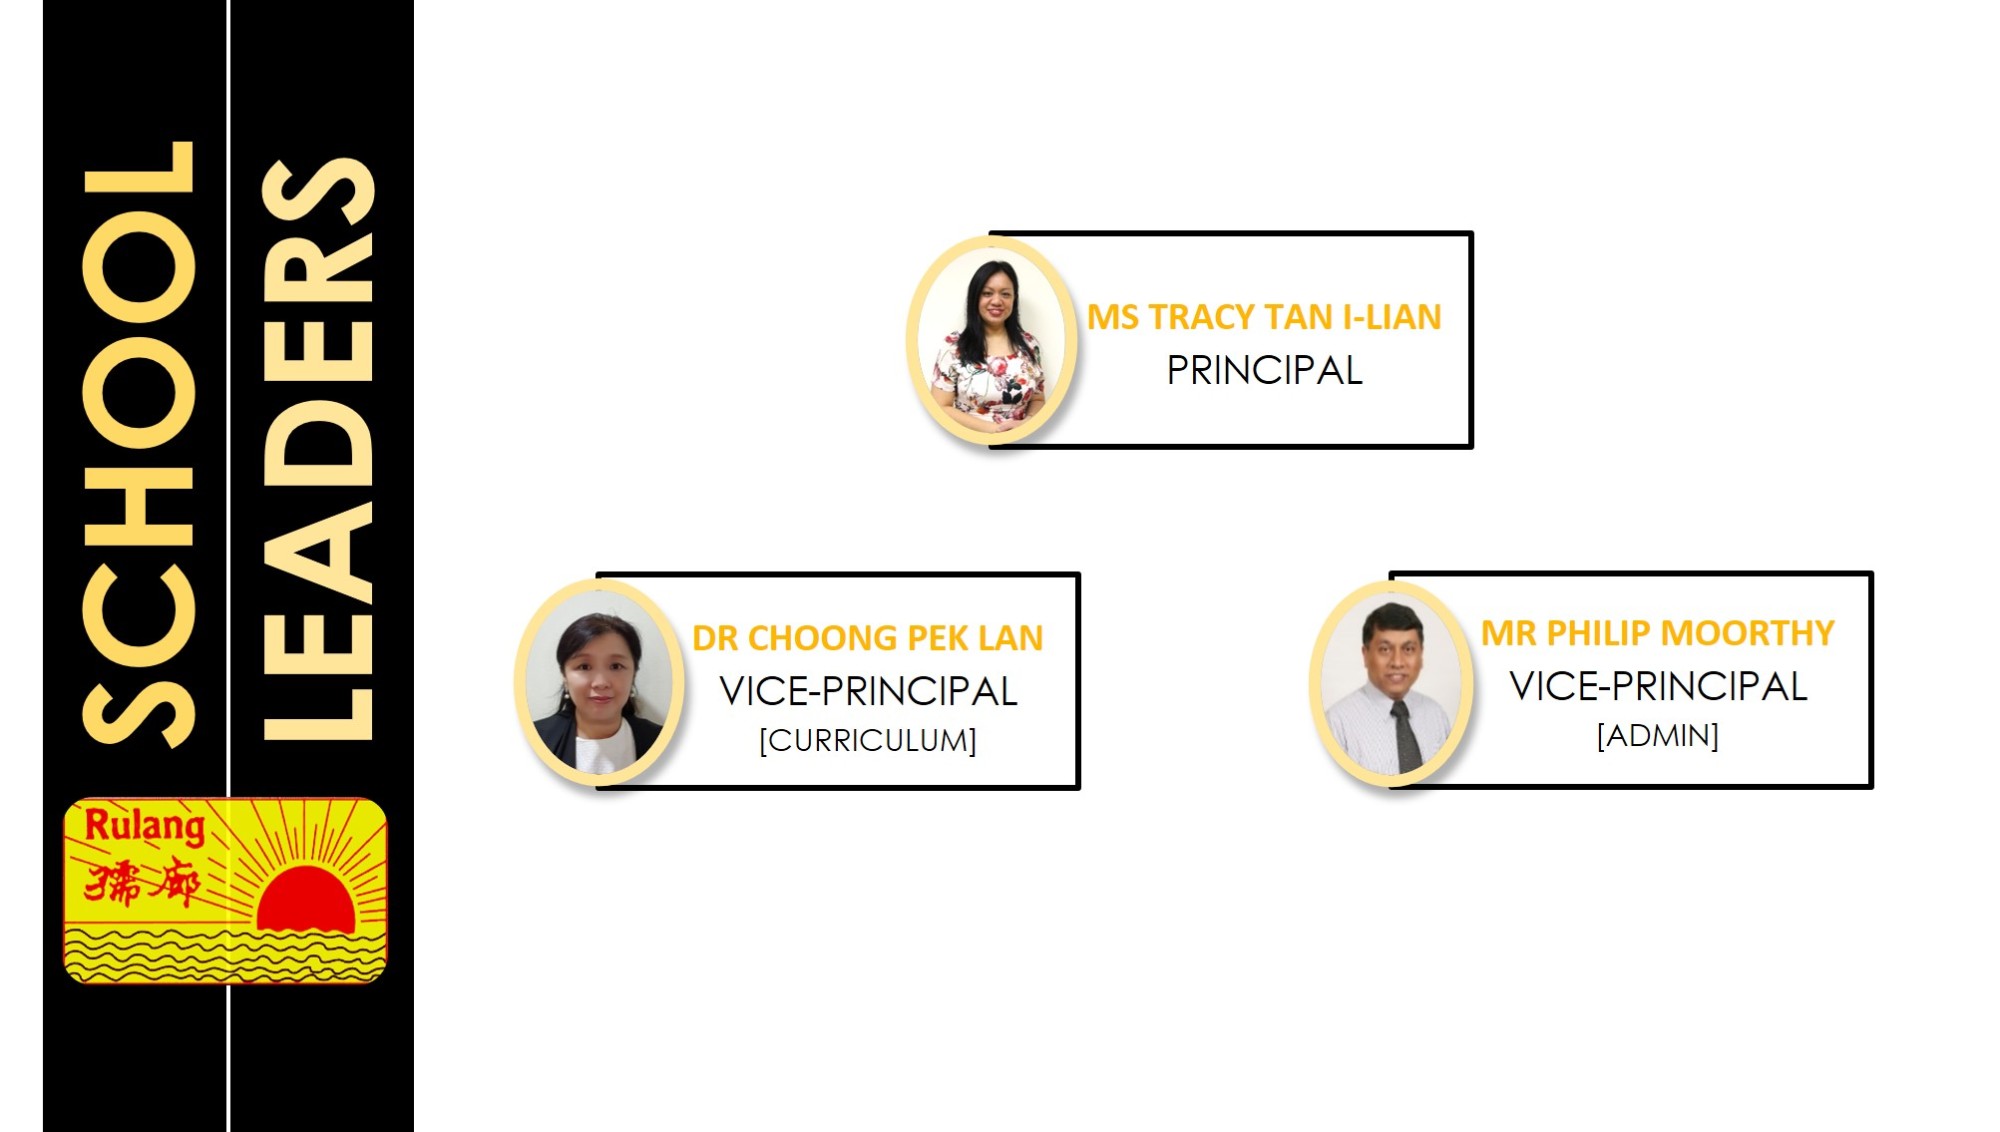 SCHOOL
LEADERS
Rulang
孺廊
MS TRACY TAN I-LIAN
PRINCIPAL
DR CHOONG PEK LAN
VICE-PRINCIPAL
[CURRICULUM]
MR PHILIP MOORTHY
VICE-PRINCIPAL
[ADMIN]